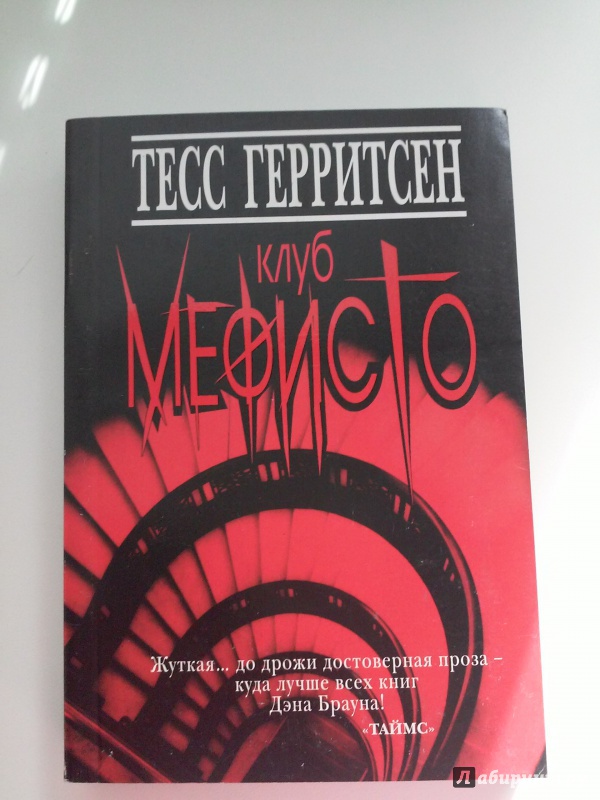 ТЕСС ГЕРРИТСЕН
клуб
МЕФИСТО
Жуткая... до дрожи достоверная проза –
куда лучше всех книг
Дэна Брауна!
«ТАЙМС»
Лабиринт